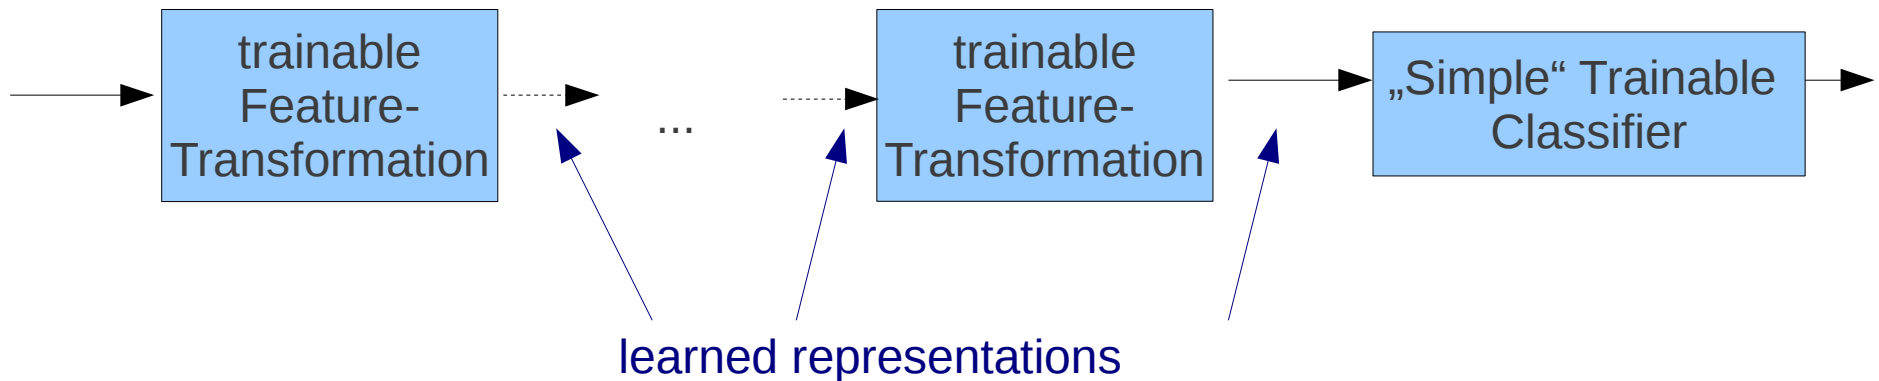 trainable
Feature-
Transformation
...
trainable
Feature-
Transformation
„Simple“ Trainable
Classifier
learned representations